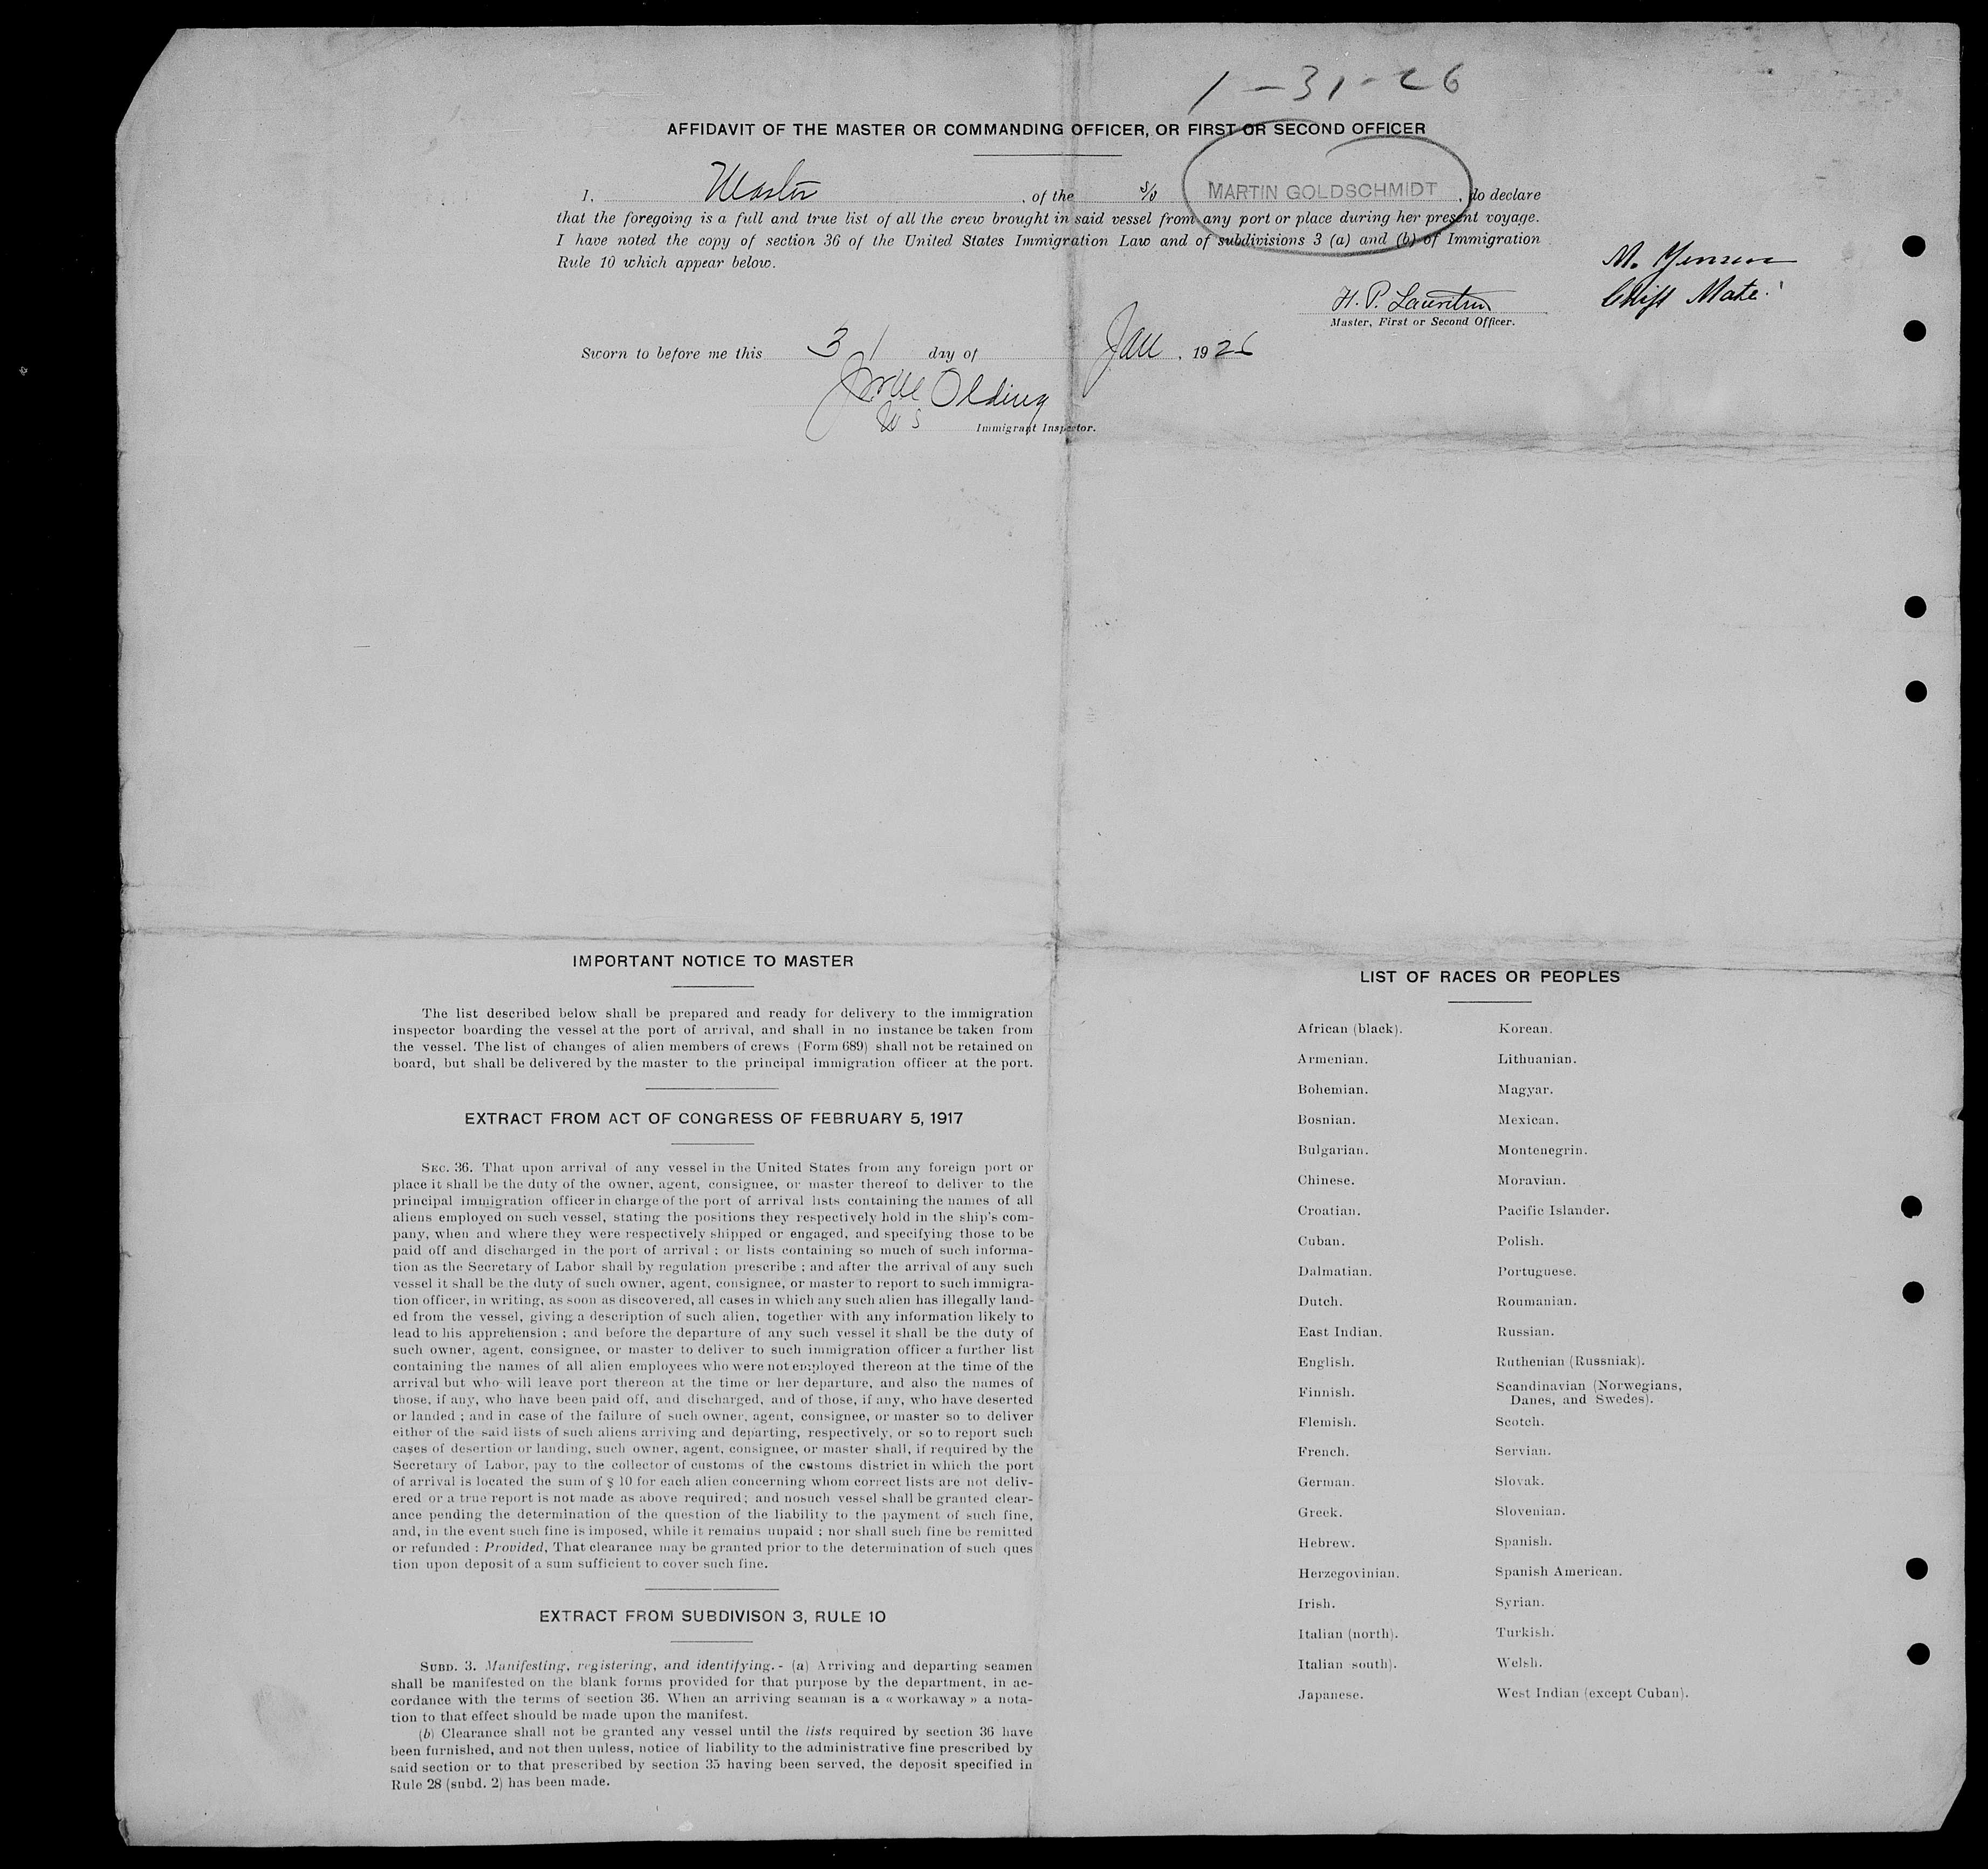 1-31-26
AFFIDAVIT OF THE MASTER OR COMMANDING OFFICER, OR FIRST OR SECOND OFFICER
I, Master, of the S/S MARTIN GOLDSCHMIDT, do declare
that the foregoing is a full and true list of all the crew brought in said vessel from any port or place during her present voyage.
I have noted the copy of section 36 of the United States Immigration Law and of subdivisions 3 (a) and (b) of Immigration
Rule 10 which appear below.
M.
Chief Mate.
H. P.
Master, First or Second Officer.
Sworn to before me this 31 day of Jan, 1926
Olding
U S Immigrant Inspector.
IMPORTANT NOTICE TO MASTER
The list described below shall be prepared and ready for delivery to the immigration
inspector boarding the vessel at the port of arrival, and shall in no instance be taken from
the vessel. The list of changes of alien members of crews (Form 689) shall not be retained on
board, but shall be delivered by the master to the principal immigration officer at the port.
EXTRACT FROM ACT OF CONGRESS OF FEBRUARY 5, 1917
SEC. 36. That upon arrival of any vessel in the United States from any foreign port or
place it shall be the duty of the owner, agent, consignee, or master thereof to deliver to the
principal immigration officer in charge of the port of arrival lists containing the names of all
aliens employed on such vessel, stating the positions they respectively hold in the ship's com-
pany, when and where they were respectively shipped or engaged, and specifying those to be
paid off and discharged in the port of arrival ; or lists containing so much of such informa-
tion as the Secretary of Labor shall by regulation prescribe ; and after the arrival of any such
vessel it shall be the duty of such owner, agent, consignee, or master to report to such immigra-
tion officer, in writing, as soon as discovered, all cases in which any such alien has illegally land-
ed from the vessel, giving a description of such alien, together with any information likely to
lead to his apprehension ; and before the departure of any such vessel it shall be the duty of
such owner, agent, consignee, or master to deliver to such immigration officer a further list
containing the names of all alien employees who were not employed thereon at the time of the
arrival but who will leave port thereon at the time or her departure, and also the names of
those, if any, who have been paid off, and discharged, and of those, if any, who have deserted
or landed ; and in case of the failure of such owner, agent, consignee, or master so to deliver
either of the said lists of such aliens arriving and departing, respectively, or so to report such
cases of desertion or landing, such owner, agent, consignee, or master shall, if required by the
Secretary of Labor, pay to the collector of customs of the customs district in which the port
of arrival is located the sum of $ 10 for each alien concerning whom correct lists are not deliv-
ered or a true report is not made as above required; and nosuch vessel shall be granted clear-
ance pending the determination of the question of the liability to the payment of such fine,
and, in the event such fine is imposed, while it remains unpaid ; nor shall such fine be remitted
or refunded : Provided, That clearance may be granted prior to the determination of such ques
tion upon deposit of a sum sufficient to cover such fine.
EXTRACT FROM SUBDIVISON 3, RULE 10
SUBD. 3. Manifesting, registering, and identifying. - (a) Arriving and departing seamen
shall be manifested on the blank forms provided for that purpose by the department, in ac-
cordance with the terms of section 36. When an arriving seaman is a « workaway » a nota-
tion to that effect should be made upon the manifest.
(b) Clearance shall not be granted any vessel until the lists required by section 36 have
been furnished, and not then unless, notice of liability to the administrative fine prescribed by
said section or to that prescribed by section 35 having been served, the deposit specified in
Rule 28 (subd. 2) has been made.
LIST OF RACES OR PEOPLES
African (black).
Armenian.
Bohemian.
Bosnian.
Bulgarian.
Chinese.
Croatian.
Cuban.
Dalmatian.
Dutch.
East Indian.
English.
Finnish.
Flemish.
French.
German.
Greek.
Hebrew.
Herzegovinian.
Irish.
Italian (north).
Italian south).
Japanese.
Korean.
Lithuanian.
Magyar.
Mexican.
Montenegrin.
Moravian.
Pacific Islander.
Polish.
Portuguese.
Roumanian.
Russian.
Ruthenian (Russniak).
Scandinavian (Norwegians,
Danes, and Swedes).
Scotch.
Servian.
Slovak.
Slovenian.
Spanish.
Spanish American.
Syrian.
Turkish.
Welsh.
West Indian (except Cuban).